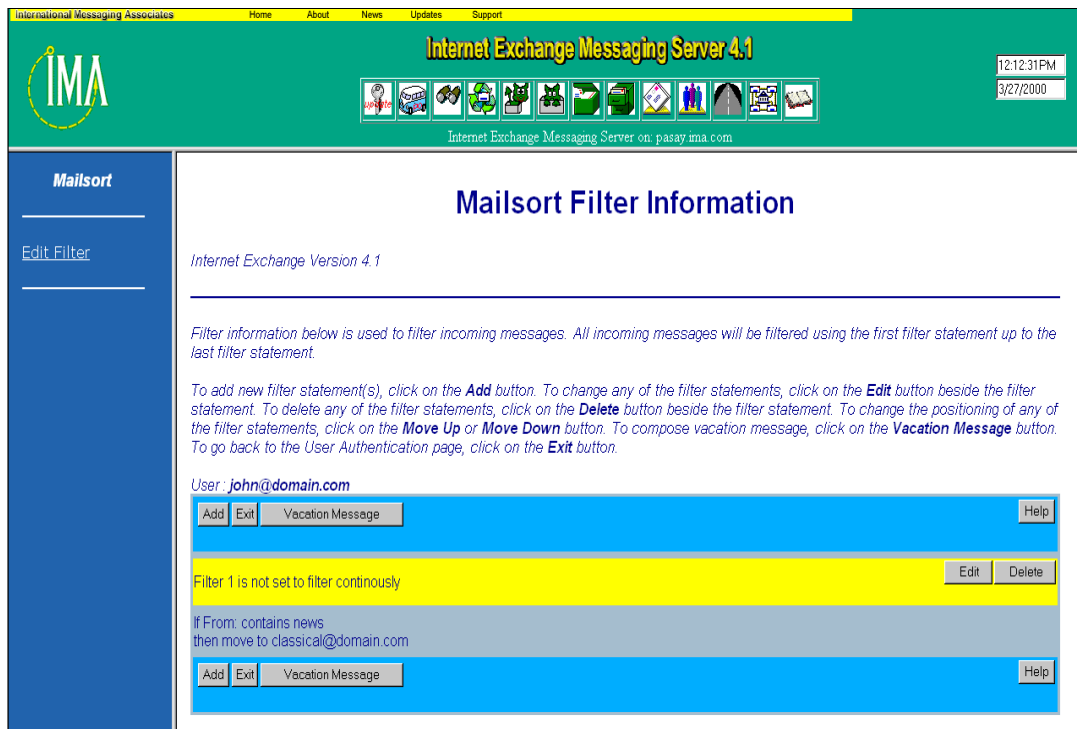 International Messaging Associates Home About News Updates Support
IMA
Internet Exchange Messaging Server 4.1
12:12:31PM
3/27/2000
update
Internet Exchange Messaging Server on: pasay.ima.com
Mailsort
Edit Filter
Mailsort Filter Information
Internet Exchange Version 4.1
Filter information below is used to filter incoming messages. All incoming messages will be filtered using the first filter statement up to the
last filter statement.
To add new filter statement(s), click on the Add button. To change any of the filter statements, click on the Edit button beside the filter
statement. To delete any of the filter statements, click on the Delete button beside the filter statement. To change the positioning of any of
the filter statements, click on the Move Up or Move Down button. To compose vacation message, click on the Vacation Message button.
To go back to the User Authentication page, click on the Exit button.
User : john@domain.com
Add Exit Vacation Message Help
Filter 1 is not set to filter continously Edit Delete
If From: contains news
then move to classical@domain.com
Add Exit Vacation Message Help